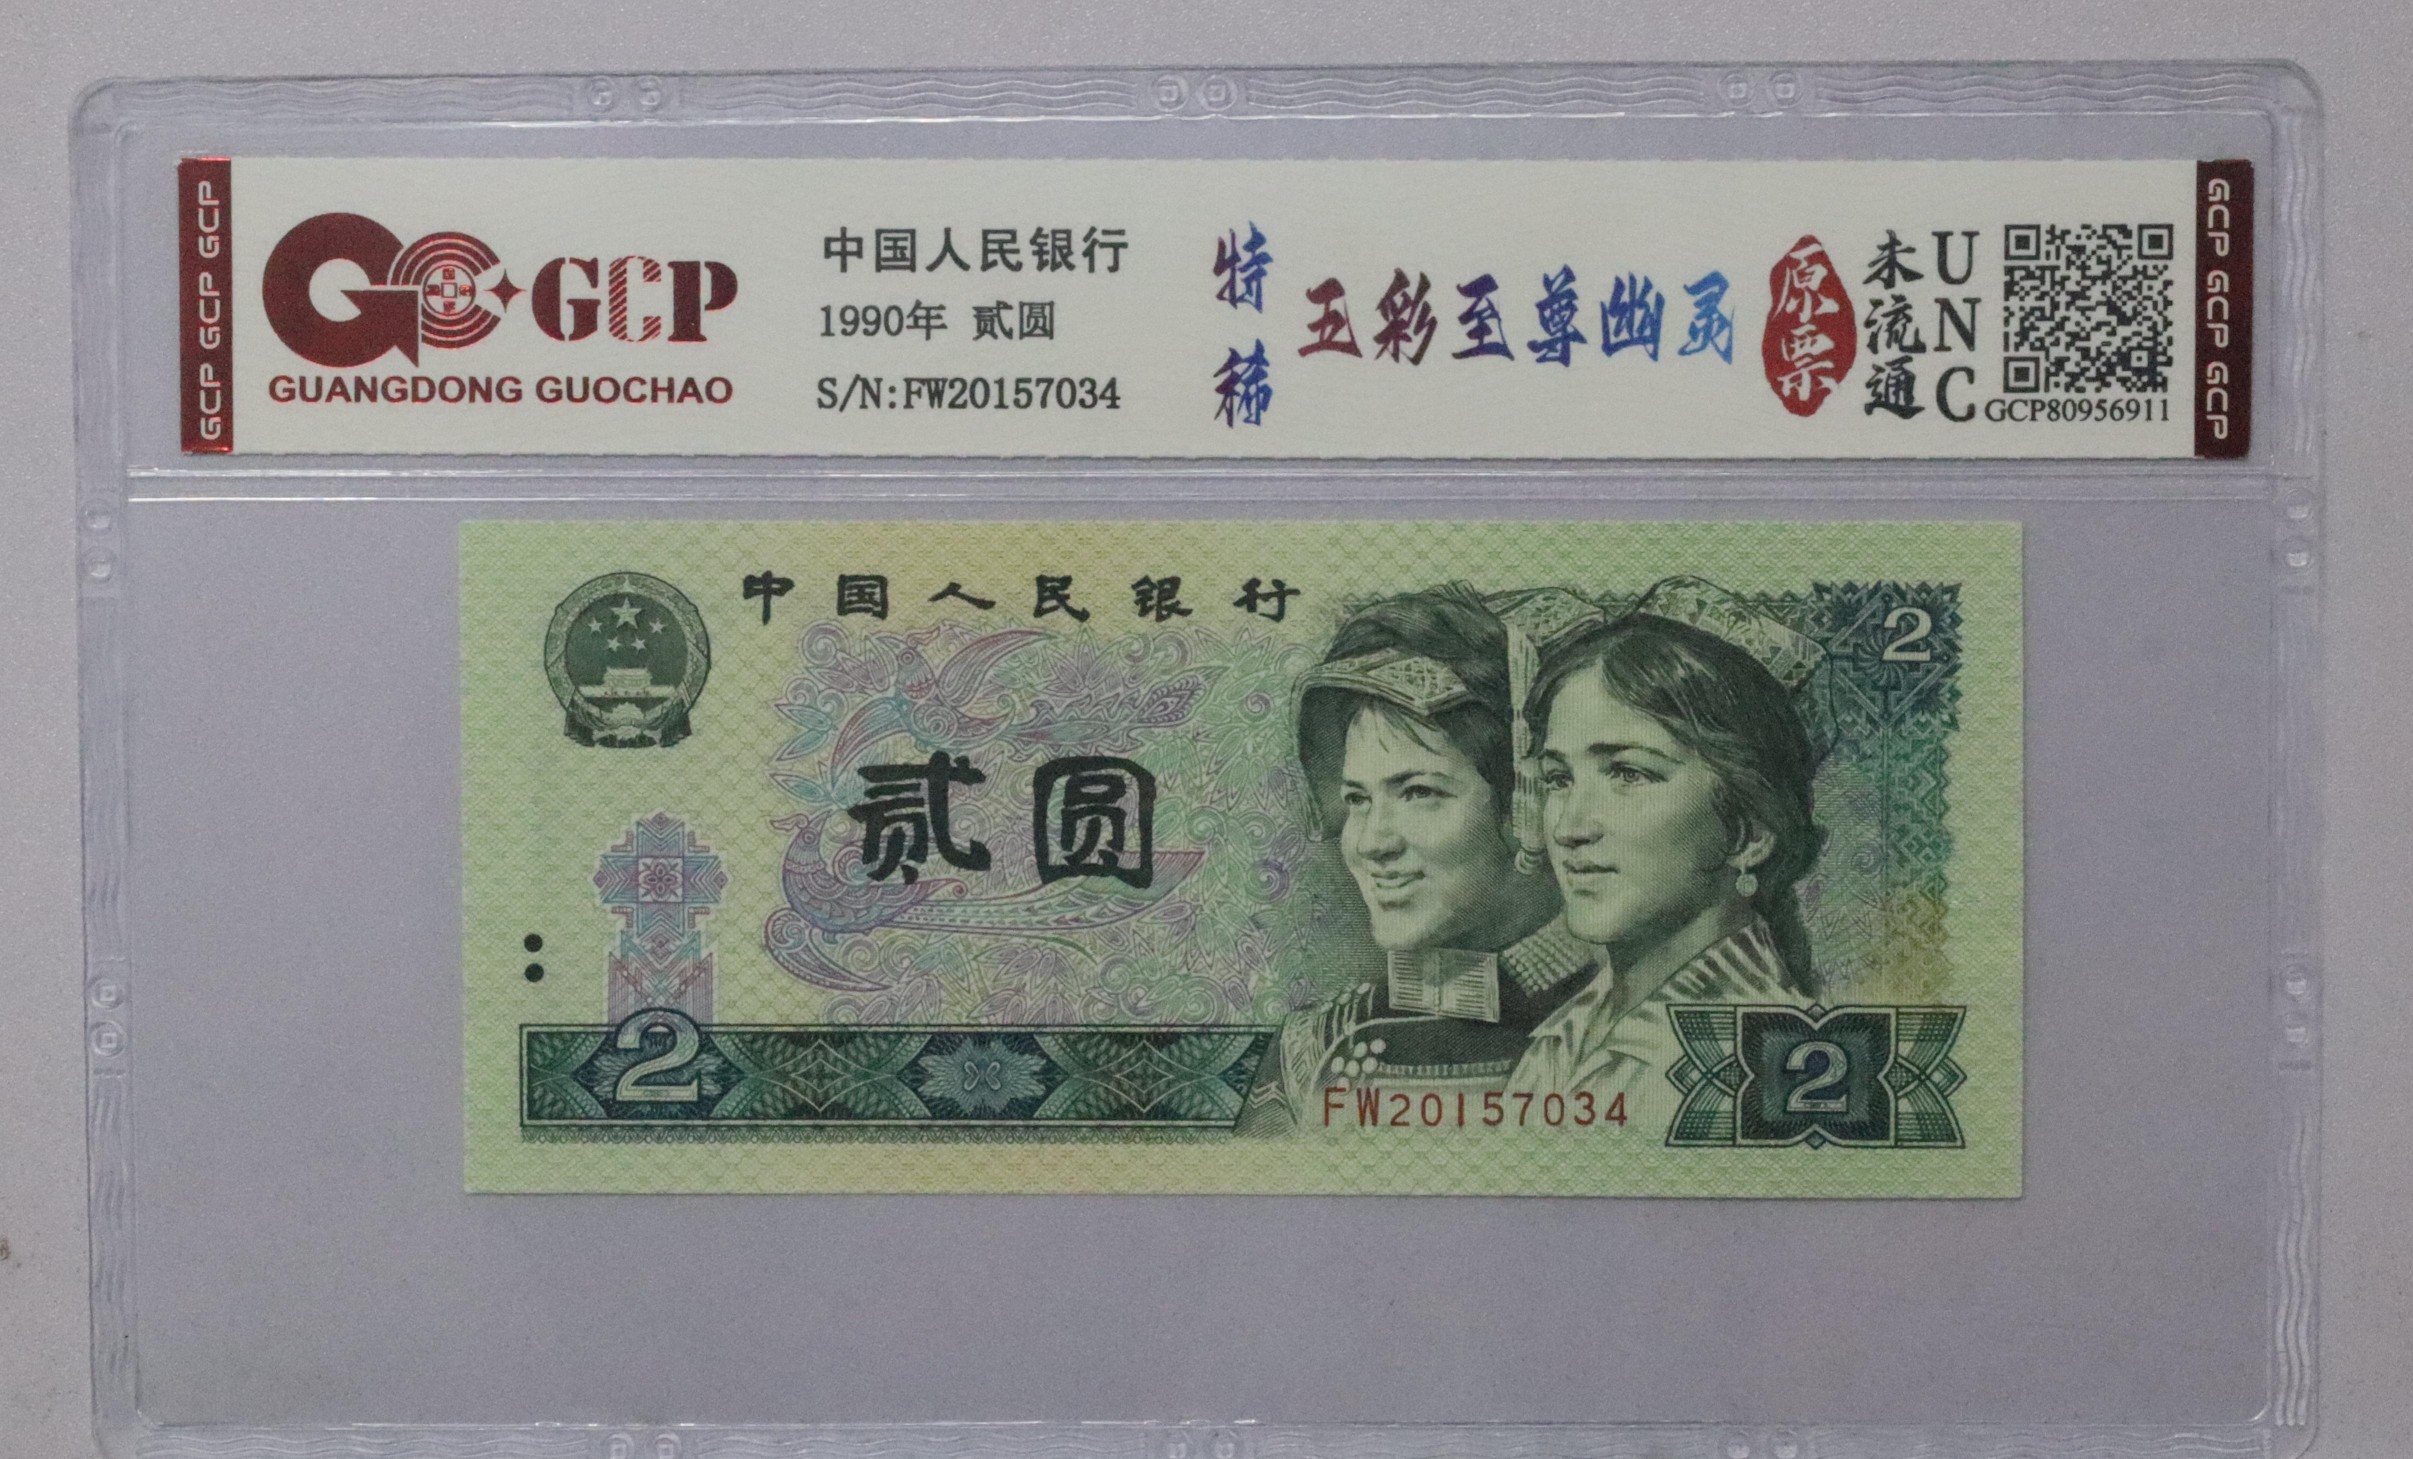 GCP GCP GCP
GCP
GUANGDONG GUOCHAO
中国人民银行
1990年 贰圆
S/N:FW20157034
特稀
五彩至尊幽灵
原票
未流通
UNC
GCP80956911
GCP GCP GCP
中国人民银行
2
贰圆
2
FW20157034
2